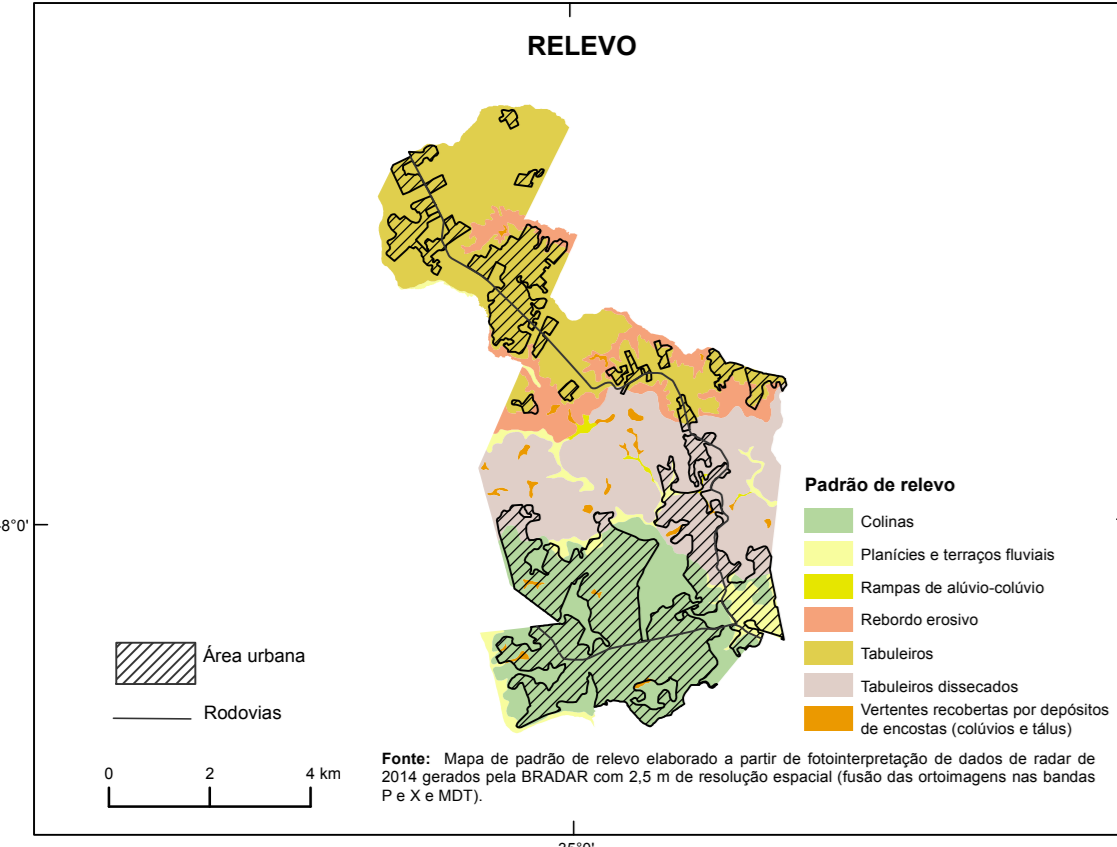 RELEVO
8°0'
Padrão de relevo
Colinas
Planícies e terraços fluviais
Rampas de alúvio-colúvio
Rebordo erosivo
Tabuleiros
Tabuleiros dissecados
Vertentes recobertas por depósitos
de encostas (colúvios e tálus)
Área urbana
Rodovias
0 2 4 km
Fonte: Mapa de padrão de relevo elaborado a partir de fotointerpretação de dados de radar de
2014 gerados pela BRADAR com 2,5 m de resolução espacial (fusão das ortoimagens nas bandas
P e X e MDT).